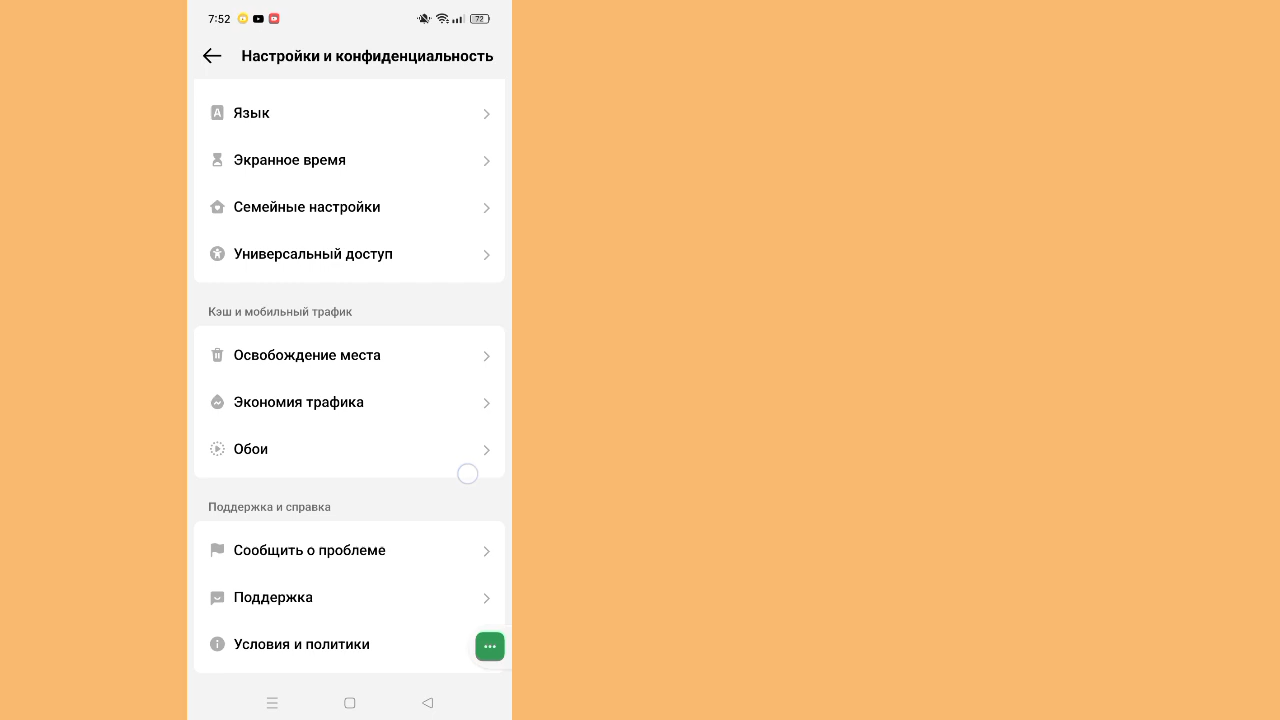 7:52
72
Настройки и конфиденциальность
Язык
Экранное время
Семейные настройки
Универсальный доступ
Кэш и мобильный трафик
Освобождение места
Экономия трафика
Обои
Поддержка и справка
Сообщить о проблеме
Поддержка
Условия и политики